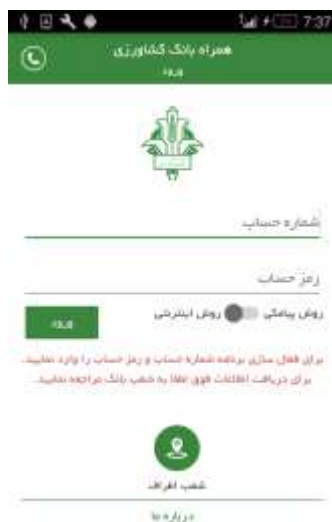 7:37
همراه بانک کشاورزی
ورود
شماره حساب
رمز حساب
روش پیامکی روش اینترنتی
ورود
برای فعال سازی برنامه شماره حساب و رمز حساب را وارد نمایید.
برای دریافت اطلاعات فوق لطفا به شعب بانک مراجعه نمایید.
شعب اطراف
درباره ما